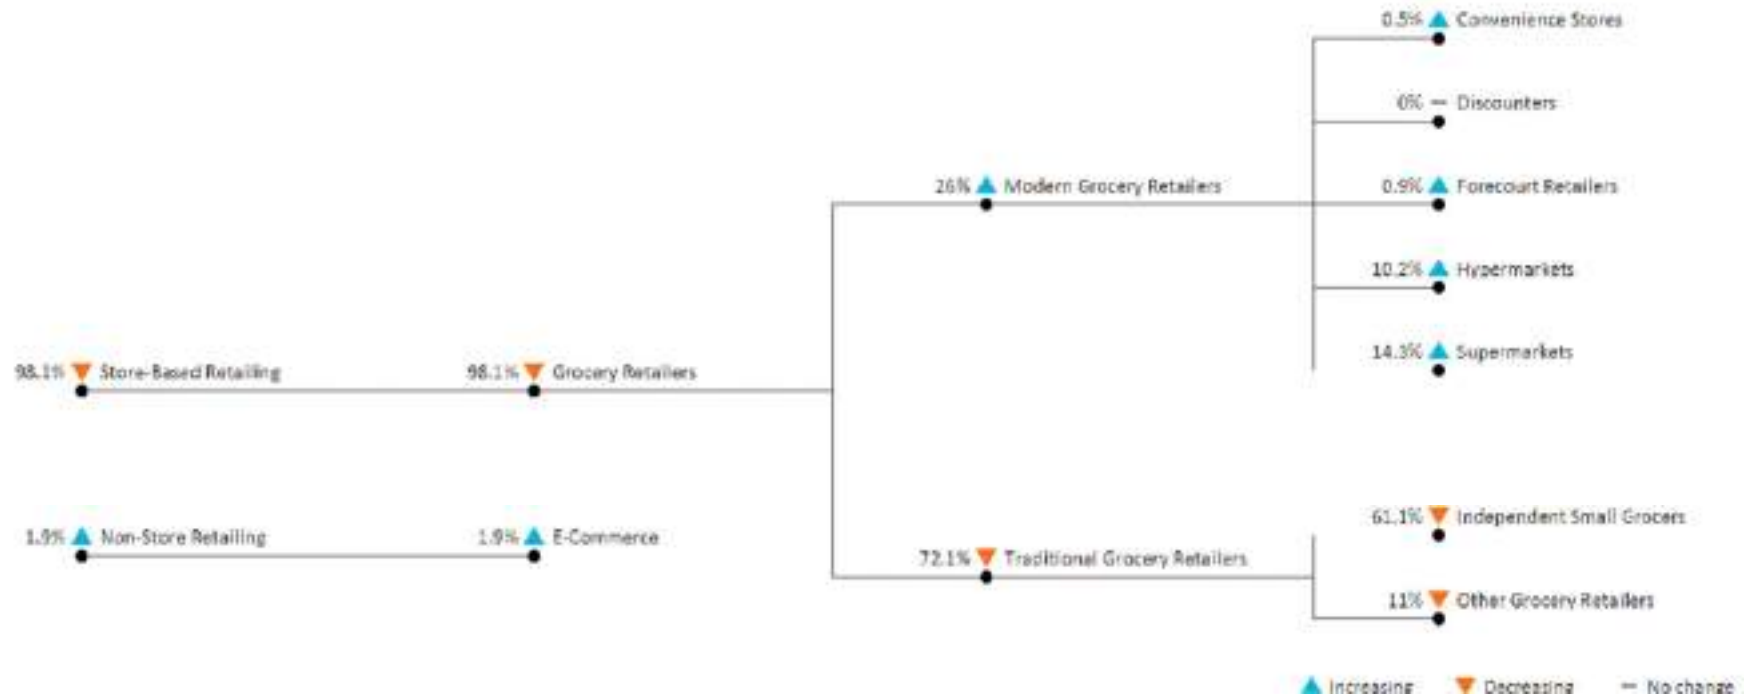 0.5% Convenience Stores
0% Discounters
26% Modern Grocery Retailers
0.9% Forecourt Retailers
10.2% Hypermarkets
14.3% Supermarkets
98.1% Store-Based Retailing
98.1% Grocery Retailers
1.9% Non-Store Retailing
1.9% E-Commerce
61.1% Independent Small Grocers
72.1% Traditional Grocery Retailers
11% Other Grocery Retailers
Increasing
Decreasing
No change